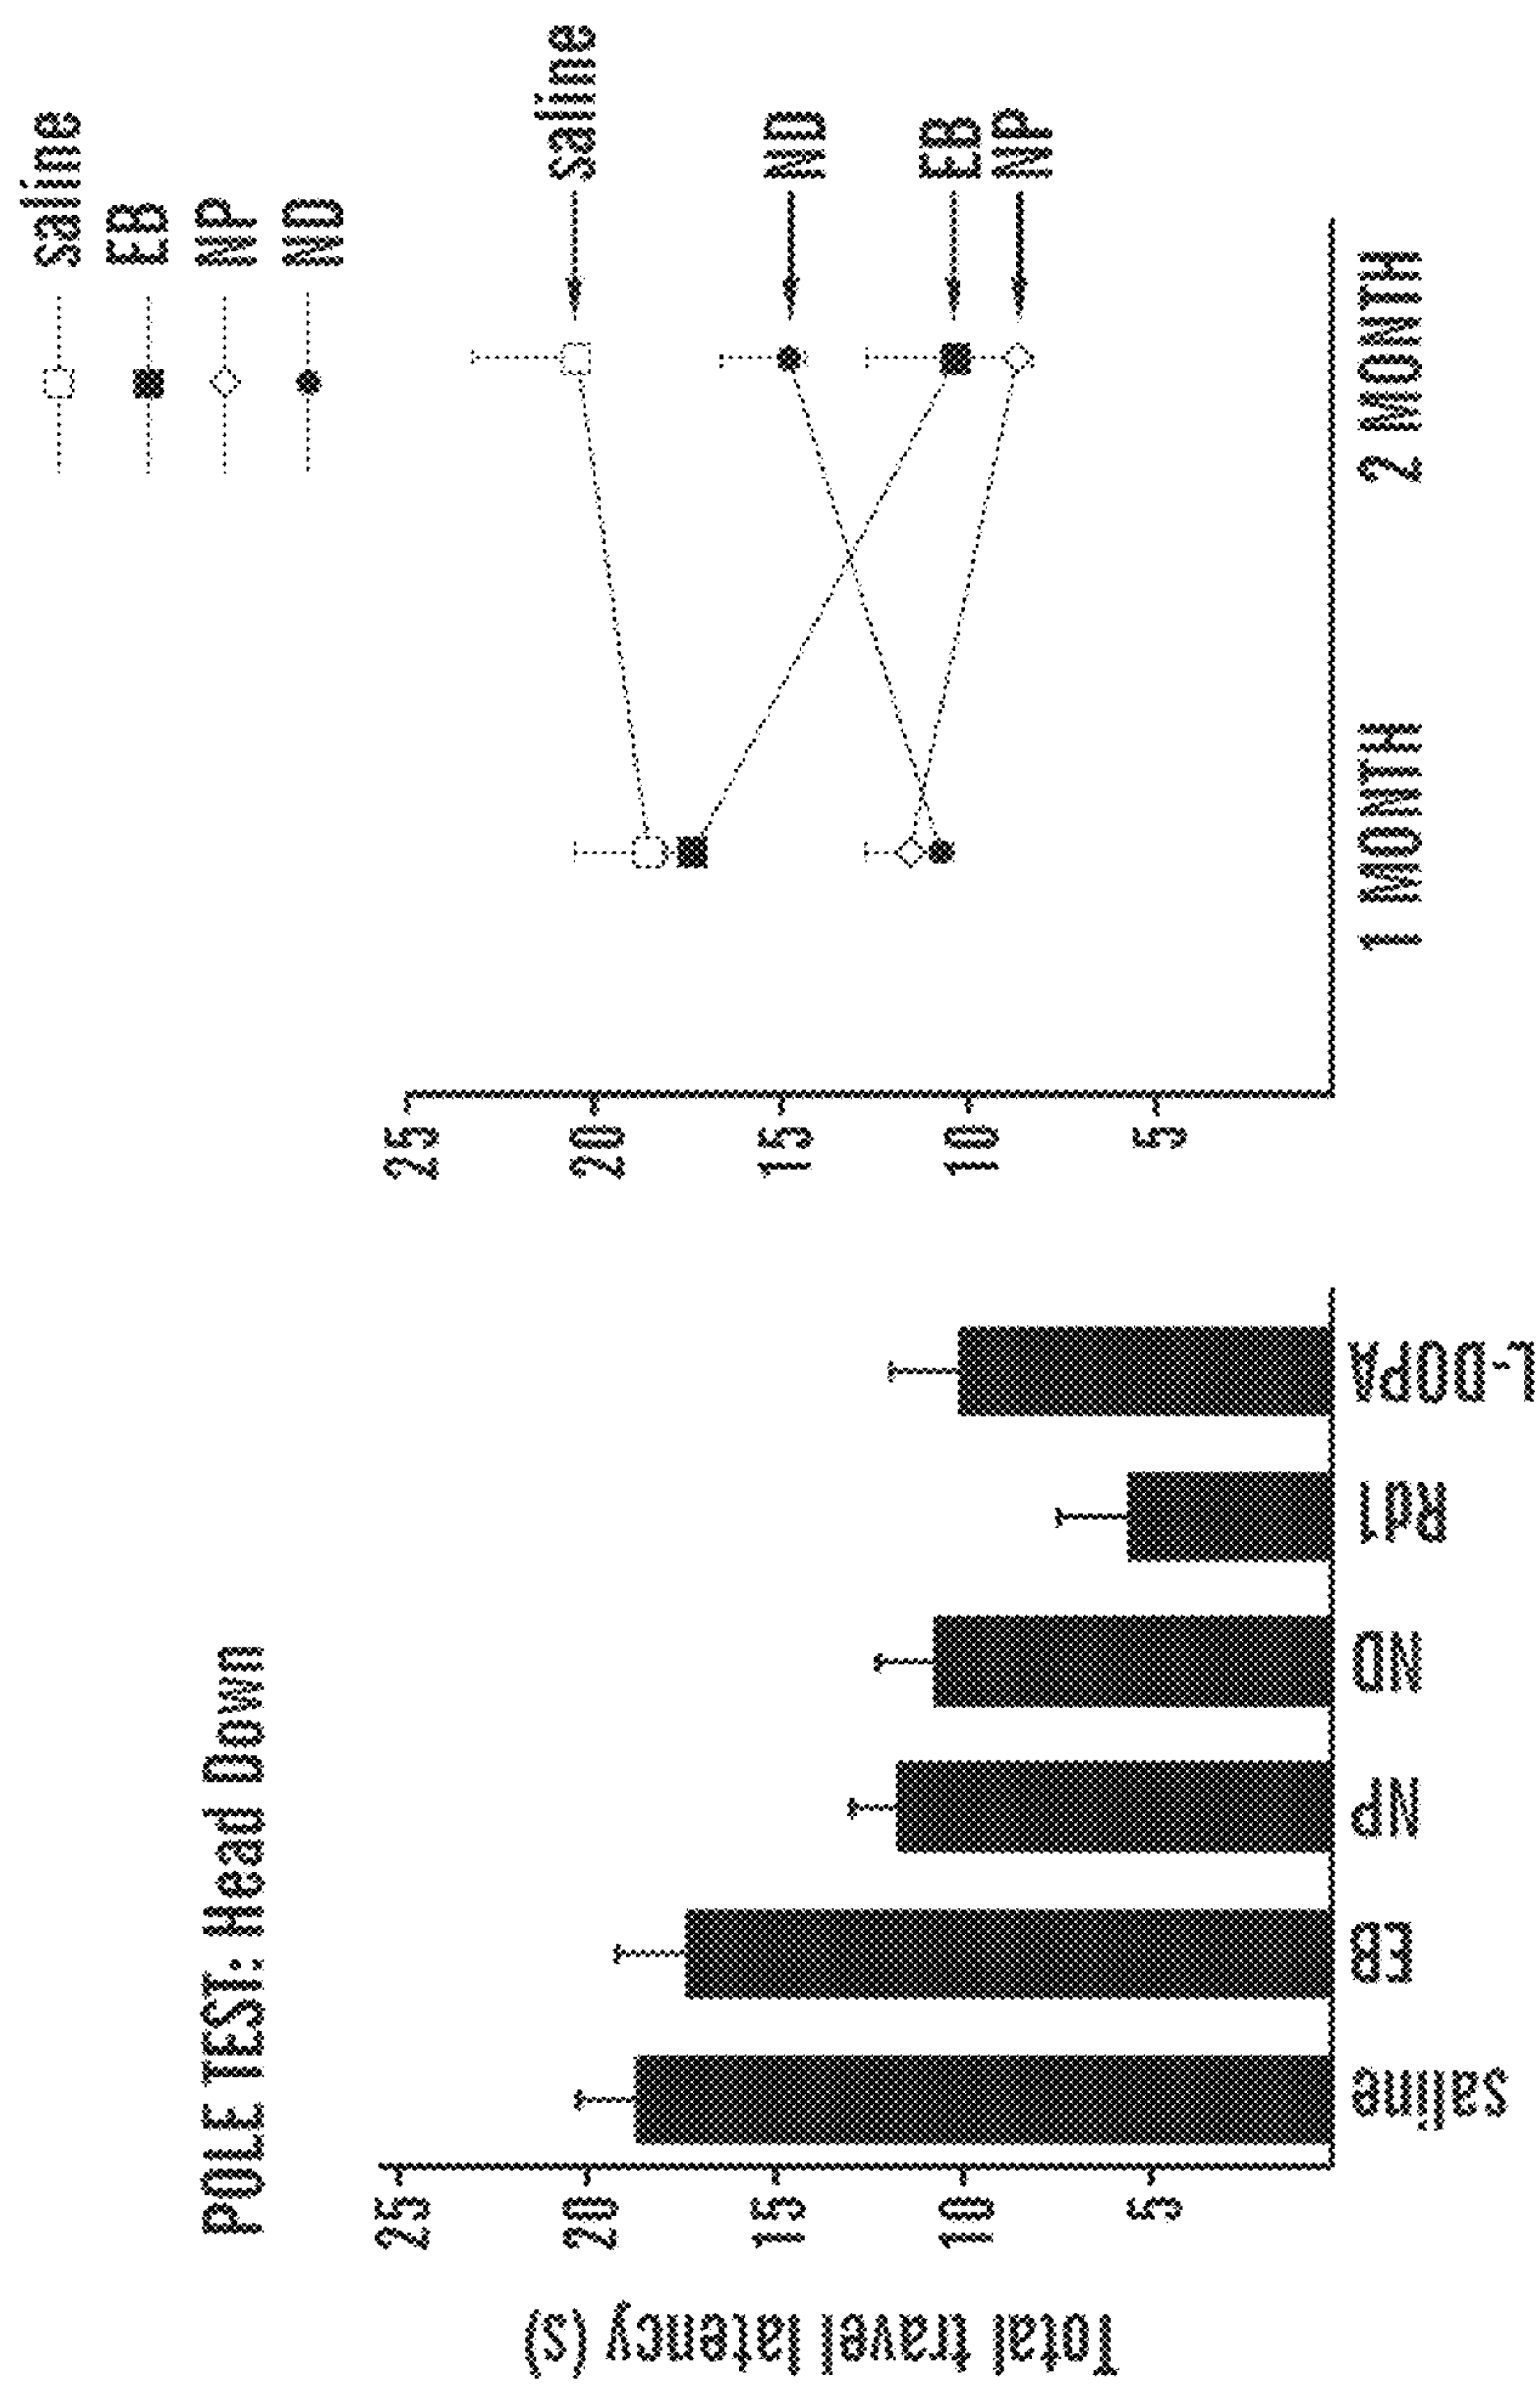 POLE TEST: Head Down
Total travel latency (s)
25
20
15
10
5
saline
EB
NP
ND
Rd1
L-DOPA
saline
EB
NP
ND
25
20
15
10
5
saline
ND
EB
NP
1 MONTH
2 MONTH